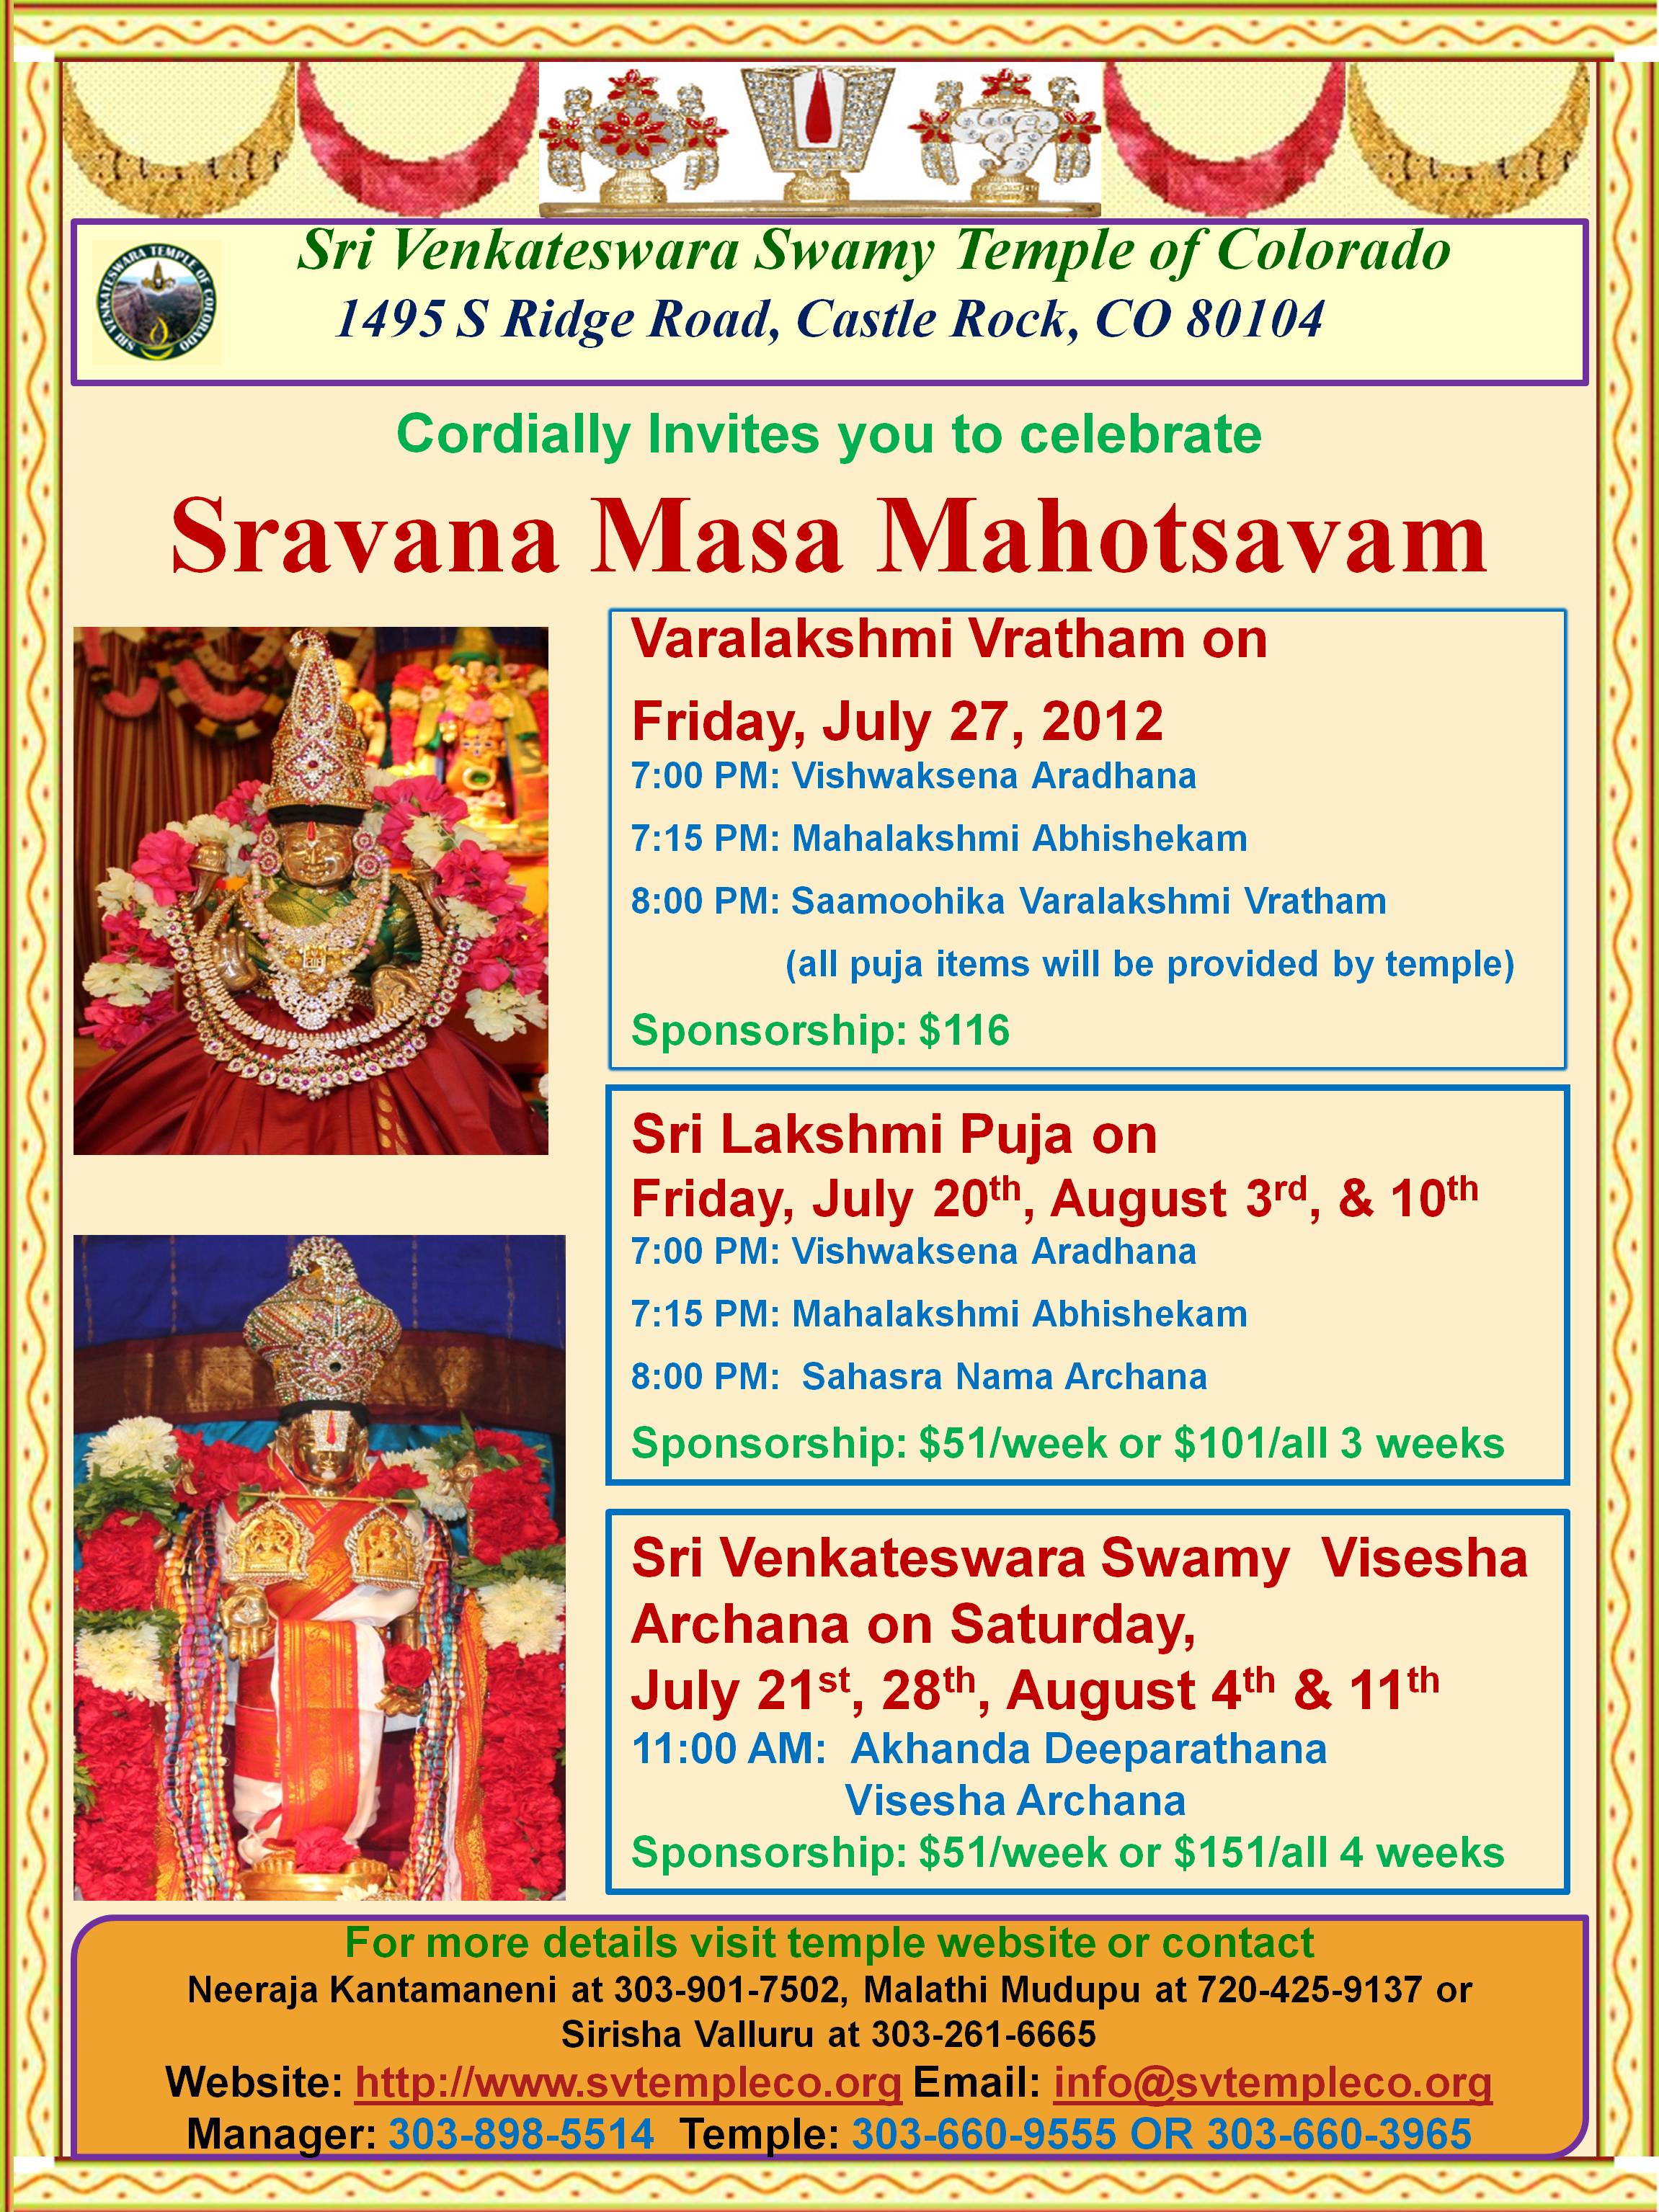 SRI VENKATESWARA TEMPLE OF COLORADO
Sri Venkateswara Swamy Temple of Colorado
1495 S Ridge Road, Castle Rock, CO 80104
Cordially Invites you to celebrate
Sravana Masa Mahotsavam
Varalakshmi Vratham on
Friday, July 27, 2012
7:00 PM: Vishwaksena Aradhana
7:15 PM: Mahalakshmi Abhishekam
8:00 PM: Saamoohika Varalakshmi Vratham
(all puja items will be provided by temple)
Sponsorship: $116
Sri Lakshmi Puja on
Friday, July 20th, August 3rd, & 10th
7:00 PM: Vishwaksena Aradhana
7:15 PM: Mahalakshmi Abhishekam
8:00 PM: Sahasra Nama Archana
Sponsorship: $51/week or $101/all 3 weeks
Sri Venkateswara Swamy Visesha
Archana on Saturday,
July 21st, 28th, August 4th & 11th
11:00 AM: Akhanda Deeparathana
Visesha Archana
Sponsorship: $51/week or $151/all 4 weeks
For more details visit temple website or contact
Neeraja Kantamaneni at 303-901-7502, Malathi Mudupu at 720-425-9137 or
Sirisha Valluru at 303-261-6665
Website: http://www.svtempleco.org Email: info@svtempleco.org
Manager: 303-898-5514 Temple: 303-660-9555 OR 303-660-3965